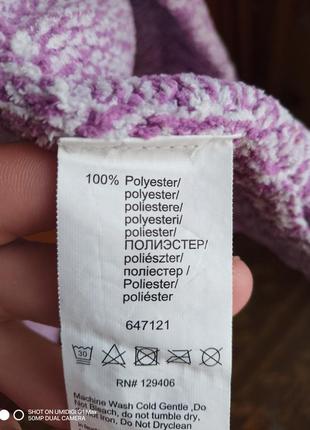 100% Polyester/
polyester/
poliestere/
polyesteri/
poliester/
ПОЛИЭСТЕР/
poliészter/
поліестер /
Poliester/
poliéster
647121
30
RN# 129406
Machine Wash Cold Gentle ,Do
Not Bleach, do not tumble dry,
Do Not Iron, Do Not Dryclean
SHOT ON UMIDIGI G1 Max
50MP DUAL CAMERA